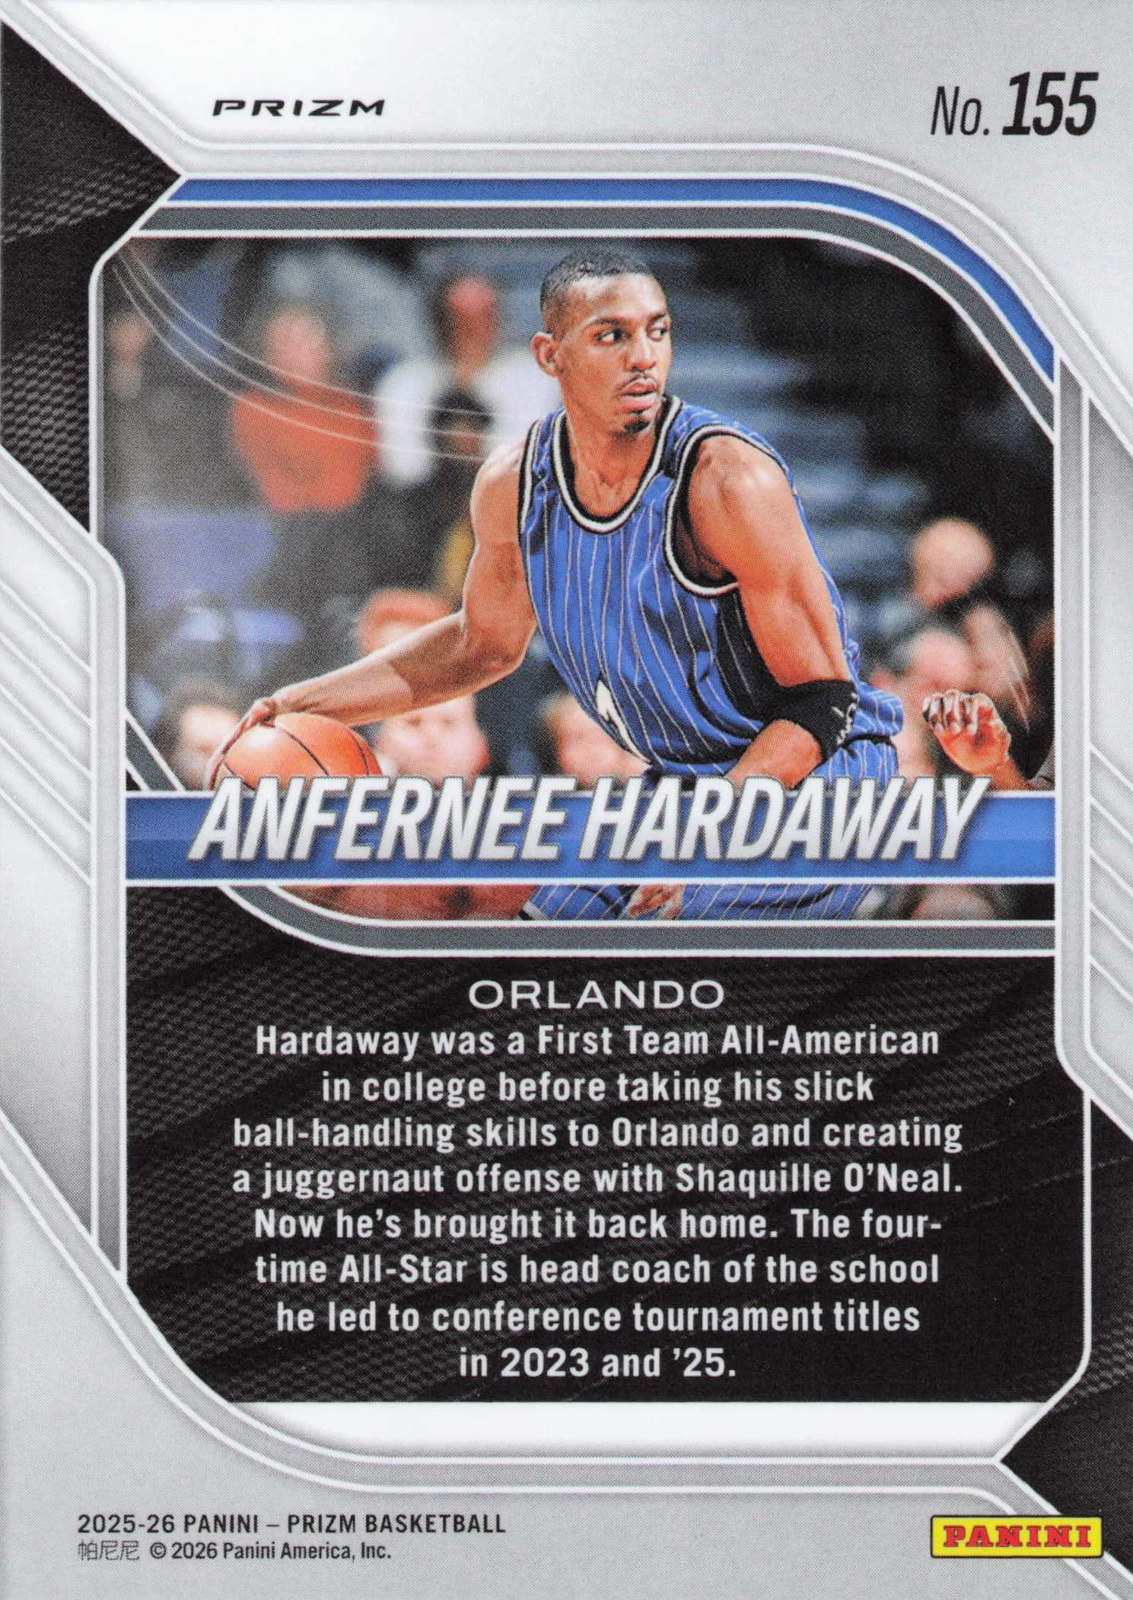 PRIZM
No. 155
ANFERNEE HARDAWAY
ORLANDO
Hardaway was a First Team All-American
in college before taking his slick
ball-handling skills to Orlando and creating
a juggernaut offense with Shaquille O'Neal.
Now he's brought it back home. The four-
time All-Star is head coach of the school
he led to conference tournament titles
in 2023 and '25.
2025-26 PANINI – PRIZM BASKETBALL
帕尼尼 © 2026 Panini America, Inc.
PANINI